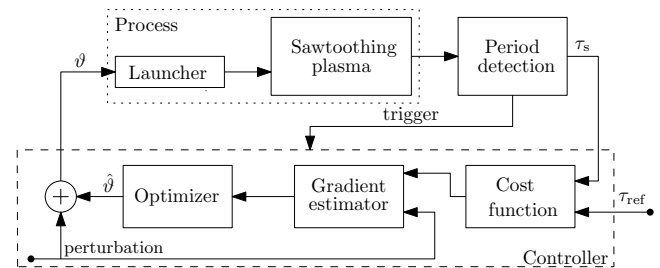 Process
Launcher
Sawtoothing
plasma
Period
detection
τs
ϑ
trigger
ϑ̂
Optimizer
Gradient
estimator
Cost
function
τref
+
perturbation
Controller